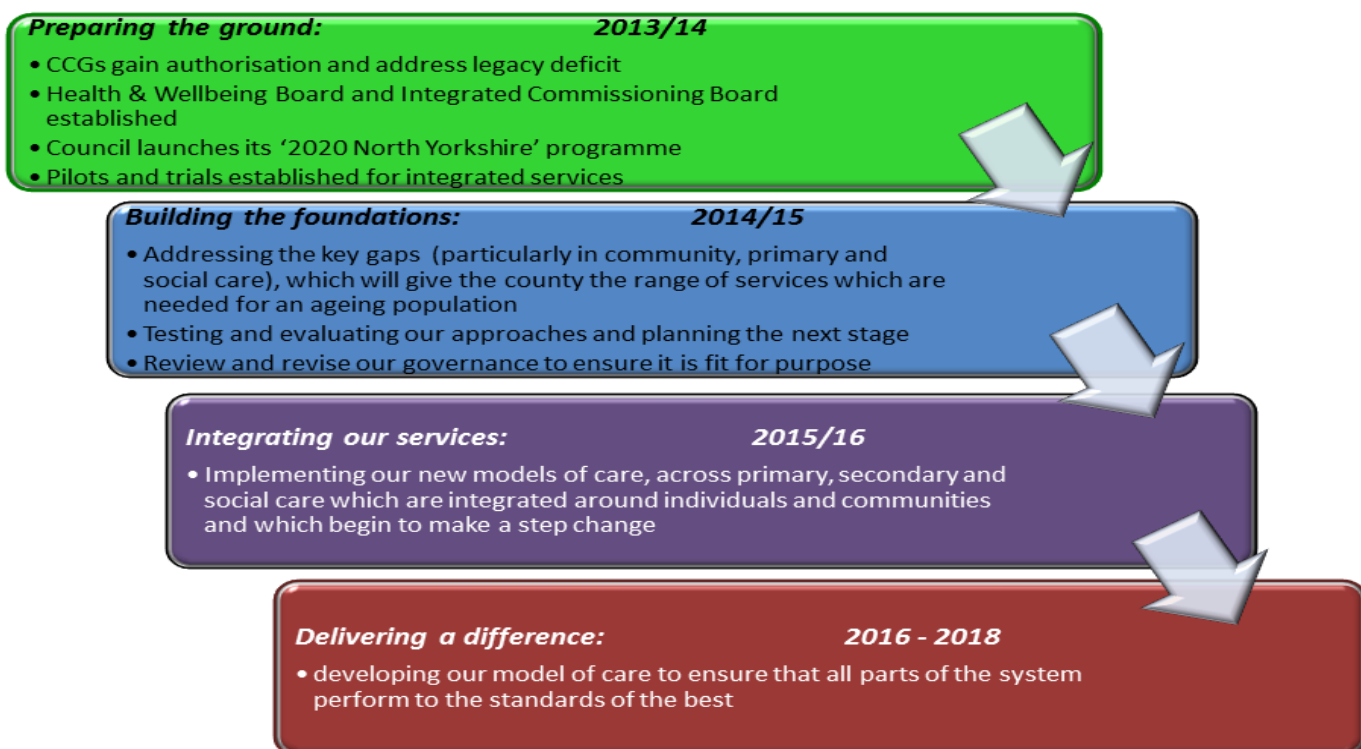 Preparing the ground: 2013/14
• CCGs gain authorisation and address legacy deficit
• Health & Wellbeing Board and Integrated Commissioning Board
established
• Council launches its ‘2020 North Yorkshire’ programme
• Pilots and trials established for integrated services
Building the foundations: 2014/15
• Addressing the key gaps (particularly in community, primary and
social care), which will give the county the range of services which are
needed for an ageing population
• Testing and evaluating our approaches and planning the next stage
• Review and revise our governance to ensure it is fit for purpose
Integrating our services: 2015/16
• Implementing our new models of care, across primary, secondary and
social care which are integrated around individuals and communities
and which begin to make a step change
Delivering a difference: 2016 - 2018
• developing our model of care to ensure that all parts of the system
perform to the standards of the best